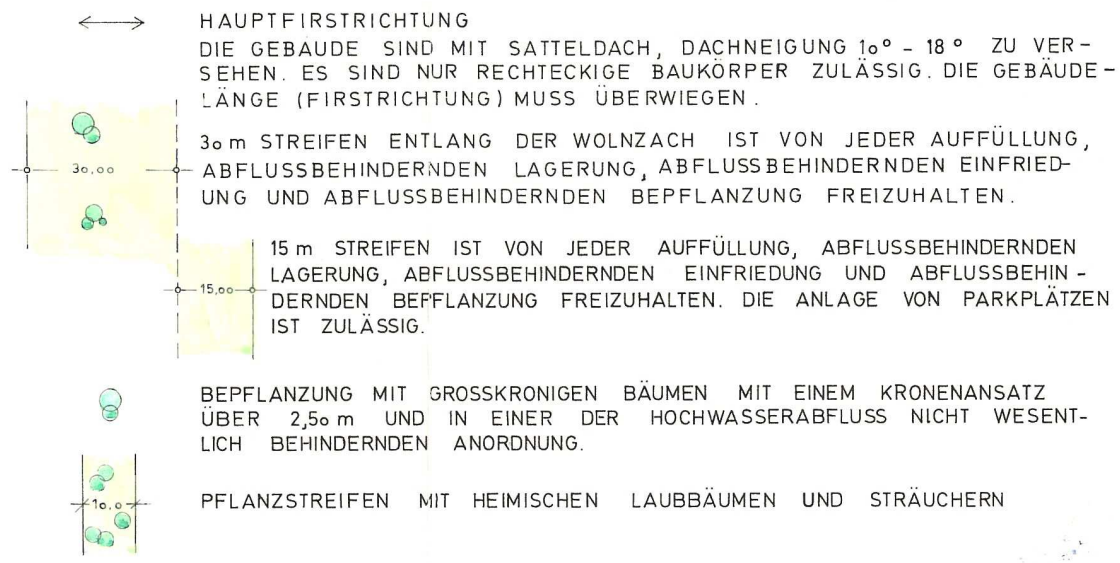 HAUPTFIRSTRICHTUNG
DIE GEBÄUDE SIND MIT SATTELDACH, DACHNEIGUNG 10° - 18° ZU VER-
SEHEN. ES SIND NUR RECHTECKIGE BAUKÖRPER ZULÄSSIG. DIE GEBÄUDE-
LÄNGE (FIRSTRICHTUNG) MUSS ÜBERWIEGEN.
30 m STREIFEN ENTLANG DER WOLNZACH IST VON JEDER AUFFÜLLUNG,
30,00
ABFLUSSBEHINDERNDEN LAGERUNG, ABFLUSSBEHINDERNDEN EINFRIED-
UNG UND ABFLUSSBEHINDERNDEN BEPFLANZUNG FREIZUHALTEN.
15 m STREIFEN IST VON JEDER AUFFÜLLUNG, ABFLUSSBEHINDERNDEN
LAGERUNG, ABFLUSSBEHINDERNDEN EINFRIEDUNG UND ABFLUSSBEHIN-
15,00
DERNDEN BEPFLANZUNG FREIZUHALTEN. DIE ANLAGE VON PARKPLÄTZEN
IST ZULÄSSIG.
BEPFLANZUNG MIT GROSSKRONIGEN BÄUMEN MIT EINEM KRONENANSATZ
ÜBER 2,50 m UND IN EINER DER HOCHWASSERABFLUSS NICHT WESENT-
LICH BEHINDERNDEN ANORDNUNG.
10,0
PFLANZSTREIFEN MIT HEIMISCHEN LAUBBÄUMEN UND STRÄUCHERN